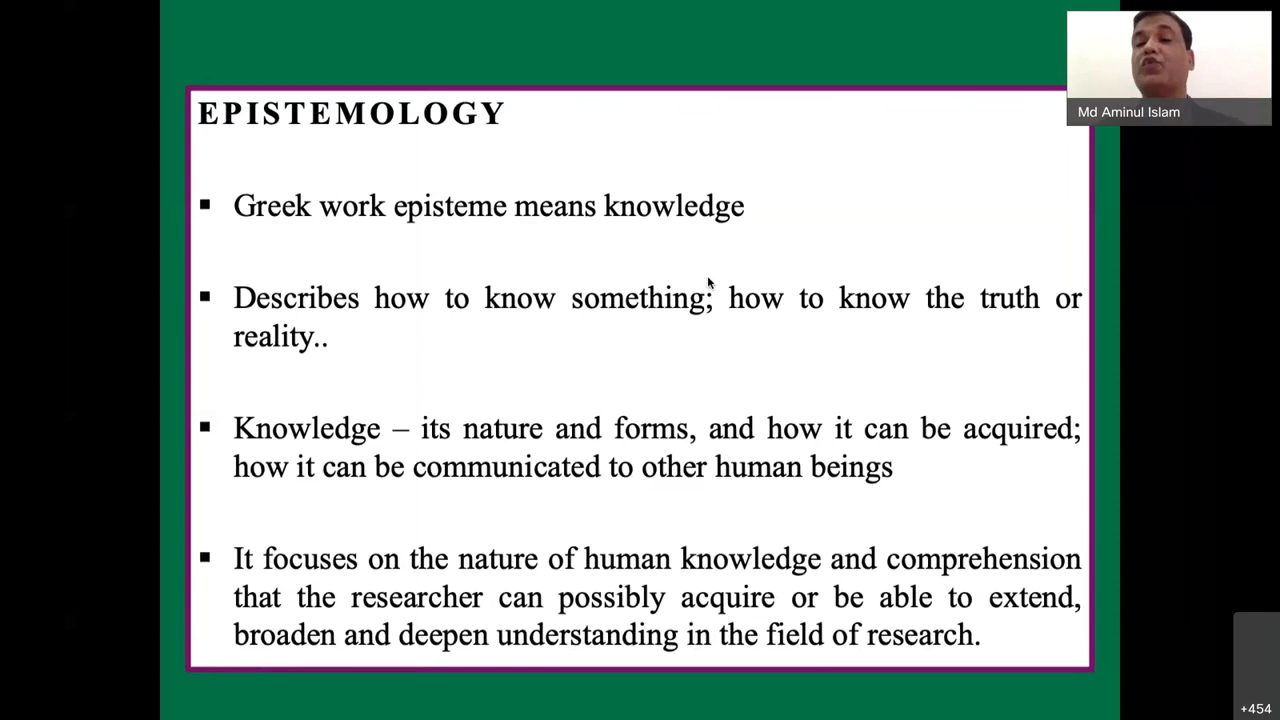 EPISTEMOLOGY
Md Aminul Islam
▪ Greek work episteme means knowledge
▪ Describes how to know something; how to know the truth or
reality..
▪ Knowledge – its nature and forms, and how it can be acquired;
how it can be communicated to other human beings
▪ It focuses on the nature of human knowledge and comprehension
that the researcher can possibly acquire or be able to extend,
broaden and deepen understanding in the field of research.
+454